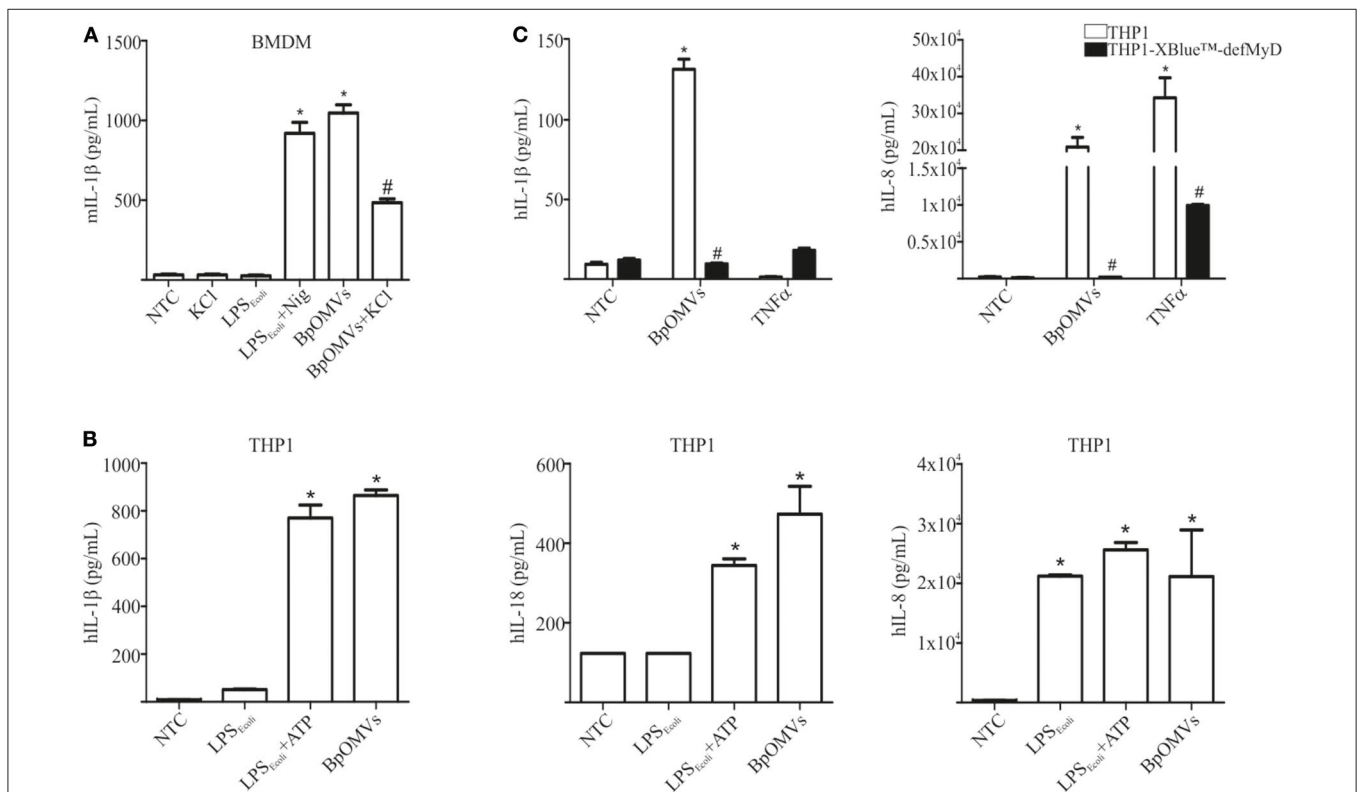 A
BMDM
mIL-1β (pg/mL)
1500
1000
500
NTC
KCl
LPSEcoli
LPSEcoli+Nig
BpOMVs
BpOMVs+KCl
*
*
#
C
hIL-1β (pg/mL)
150
100
50
NTC
BpOMVs
TNFα
*
#
THP1
THP1-XBlue™-defMyD
hIL-8 (pg/mL)
50x10⁴
40x10⁴
30x10⁴
20x10⁴
1.5x10⁴
1x10⁴
0.5x10⁴
NTC
BpOMVs
TNFα
*
#
*
#
B
THP1
hIL-1β (pg/mL)
1000
800
600
400
200
NTC
LPSEcoli
LPSEcoli+ATP
BpOMVs
*
*
THP1
hIL-18 (pg/mL)
600
400
200
NTC
LPSEcoli
LPSEcoli+ATP
BpOMVs
*
*
THP1
hIL-8 (pg/mL)
4x10⁴
3x10⁴
2x10⁴
1x10⁴
NTC
LPSEcoli
LPSEcoli+ATP
BpOMVs
*
*
*